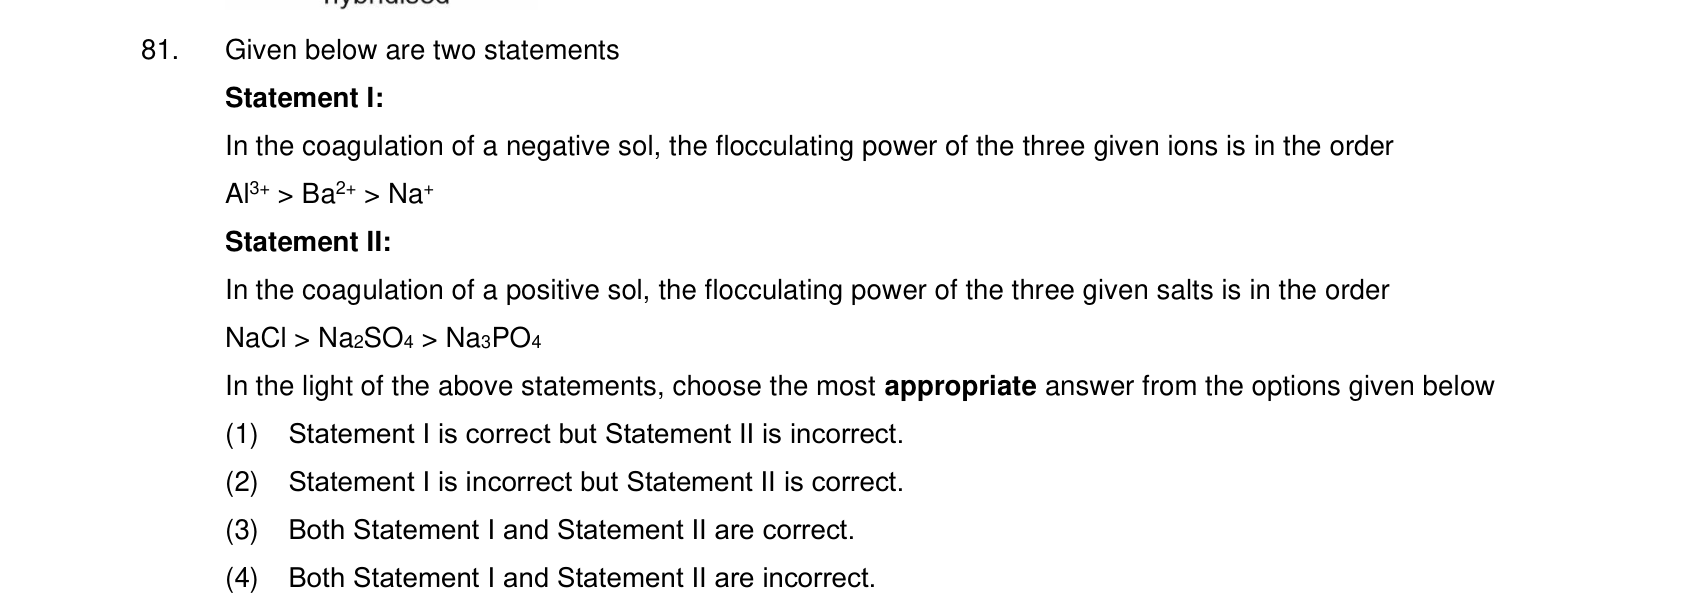 81. Given below are two statements
Statement I:
In the coagulation of a negative sol, the flocculating power of the three given ions is in the order
Al³⁺ > Ba²⁺ > Na⁺
Statement II:
In the coagulation of a positive sol, the flocculating power of the three given salts is in the order
NaCl > Na₂SO₄ > Na₃PO₄
In the light of the above statements, choose the most appropriate answer from the options given below
(1) Statement I is correct but Statement II is incorrect.
(2) Statement I is incorrect but Statement II is correct.
(3) Both Statement I and Statement II are correct.
(4) Both Statement I and Statement II are incorrect.